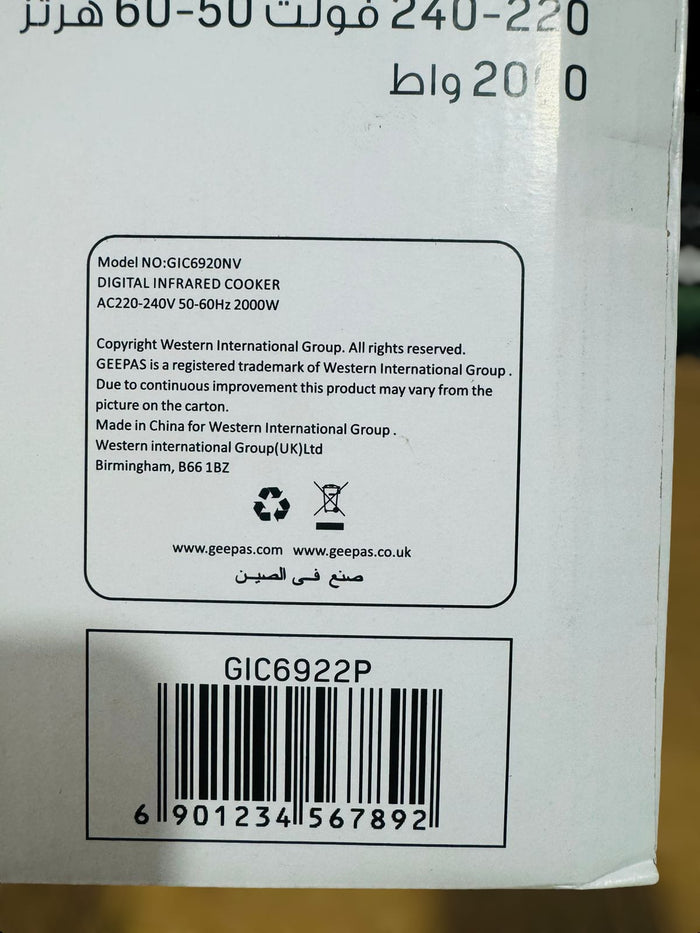 220-240 فولت 50-60 هرتز
واط
Model NO:GIC6920NV
DIGITAL INFRARED COOKER
AC220-240V 50-60Hz 2000W
Copyright Western International Group. All rights reserved.
GEEPAS is a registered trademark of Western International Group .
Due to continuous improvement this product may vary from the
picture on the carton.
Made in China for Western International Group .
Western international Group(UK)Ltd
Birmingham, B66 1BZ
www.geepas.com www.geepas.co.uk
صنع في الصين
GIC6922P
6 901234 567892